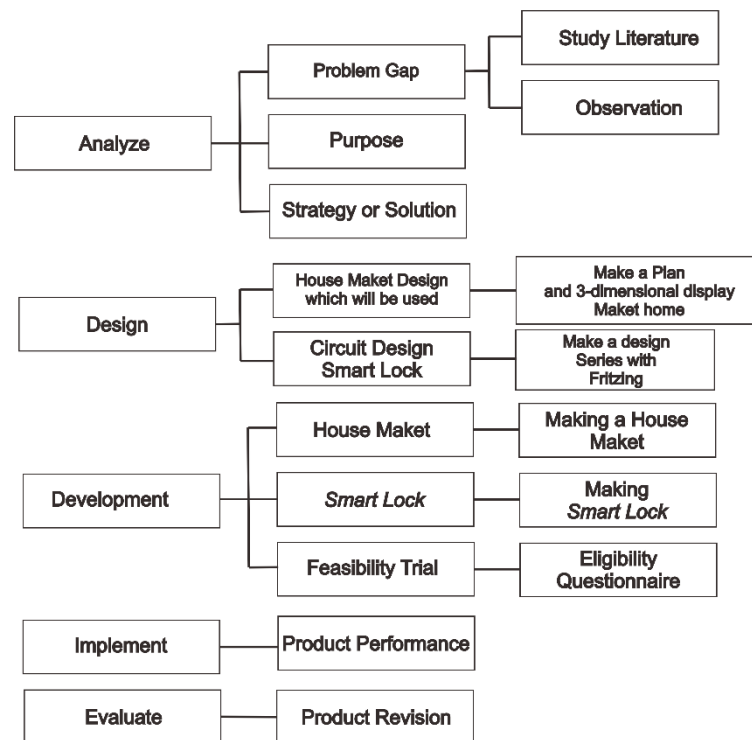 Analyze
Problem Gap
Study Literature
Observation
Purpose
Strategy or Solution
Design
House Maket Design
which will be used
Make a Plan
and 3-dimensional display
Maket home
Circuit Design
Smart Lock
Make a design
Series with
Fritzing
Development
House Maket
Making a House
Maket
Smart Lock
Making
Smart Lock
Feasibility Trial
Eligibility
Questionnaire
Implement
Product Performance
Evaluate
Product Revision